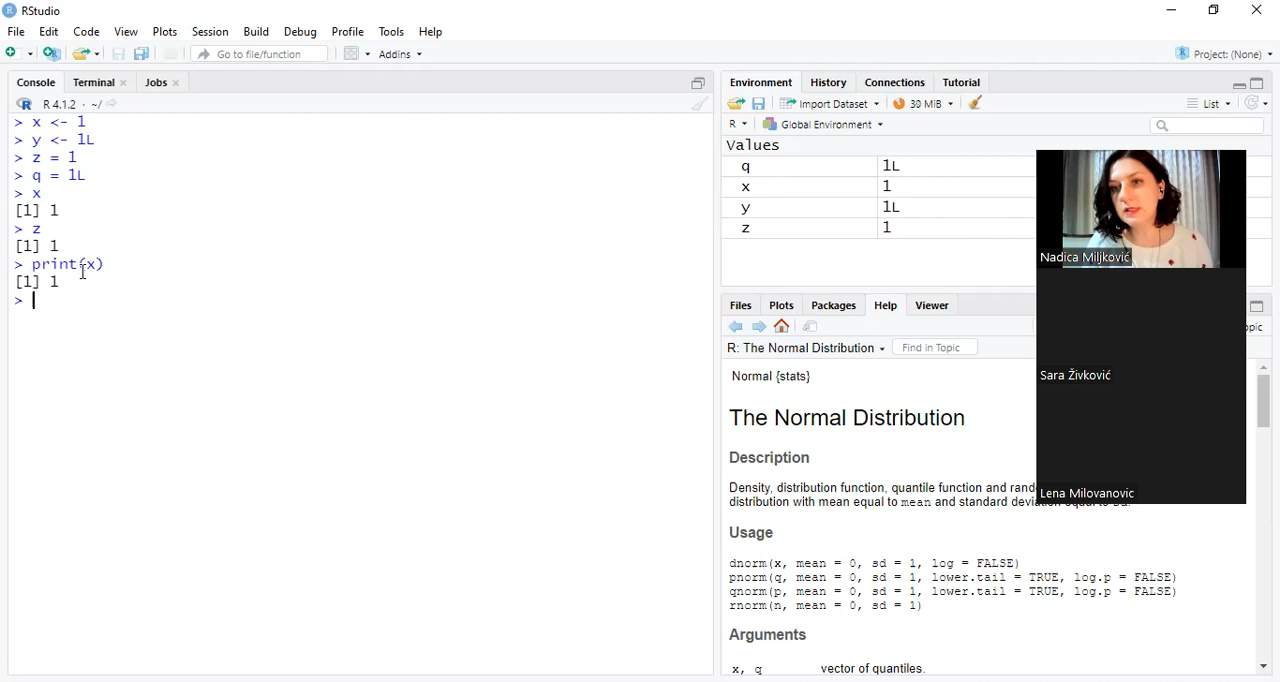 RStudio
File Edit Code View Plots Session Build Debug Profile Tools Help
Go to file/function Addins Project: (None)
Console Terminal Jobs
R 4.1.2 · ~/
> x <- 1
> y <- 1L
> z = 1
> q = 1L
> x
[1] 1
> z
[1] 1
> print(x)
[1] 1
>
Environment History Connections Tutorial
Import Dataset 30 MiB List
R Global Environment
Values
q 1L
x 1
y 1L
z 1
Nadica Miljković
Sara Živković
Lena Milovanovic
Files Plots Packages Help Viewer
R: The Normal Distribution Find in Topic
Normal {stats}
The Normal Distribution
Description
Density, distribution function, quantile function and
distribution with mean equal to mean and standard
Usage
dnorm(x, mean = 0, sd = 1, log = FALSE)
pnorm(q, mean = 0, sd = 1, lower.tail = TRUE, log.p = FALSE)
qnorm(p, mean = 0, sd = 1, lower.tail = TRUE, log.p = FALSE)
rnorm(n, mean = 0, sd = 1)
Arguments
x, q vector of quantiles.